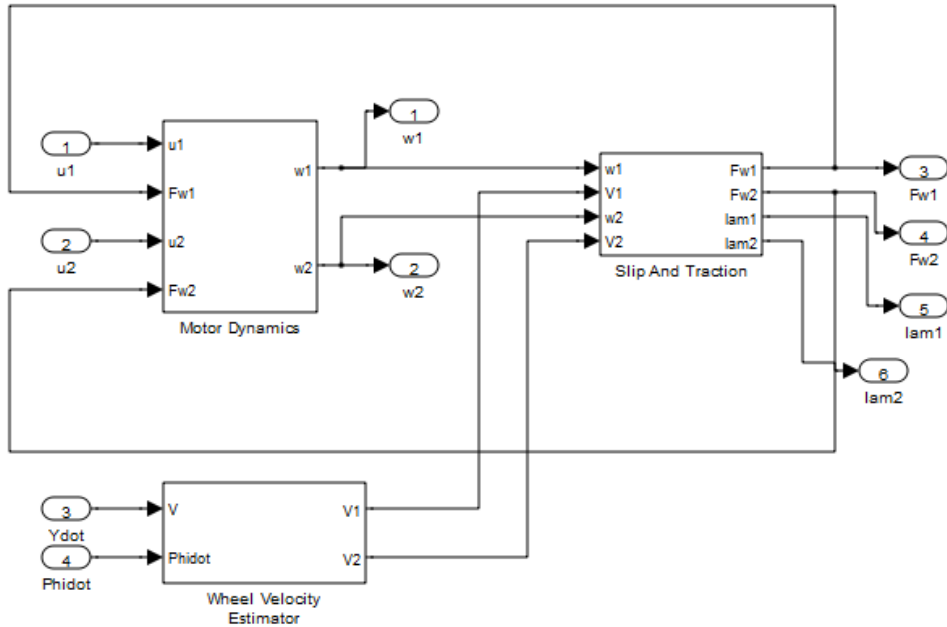 1
u1
2
u2
u1
Fw1
u2
Fw2
w1
w2
Motor Dynamics
1
w1
2
w2
w1
V1
w2
V2
Fw1
Fw2
lam1
lam2
Slip And Traction
3
Fw1
4
Fw2
5
lam1
6
lam2
3
Ydot
4
Phidot
V
Phidot
V1
V2
Wheel Velocity
Estimator